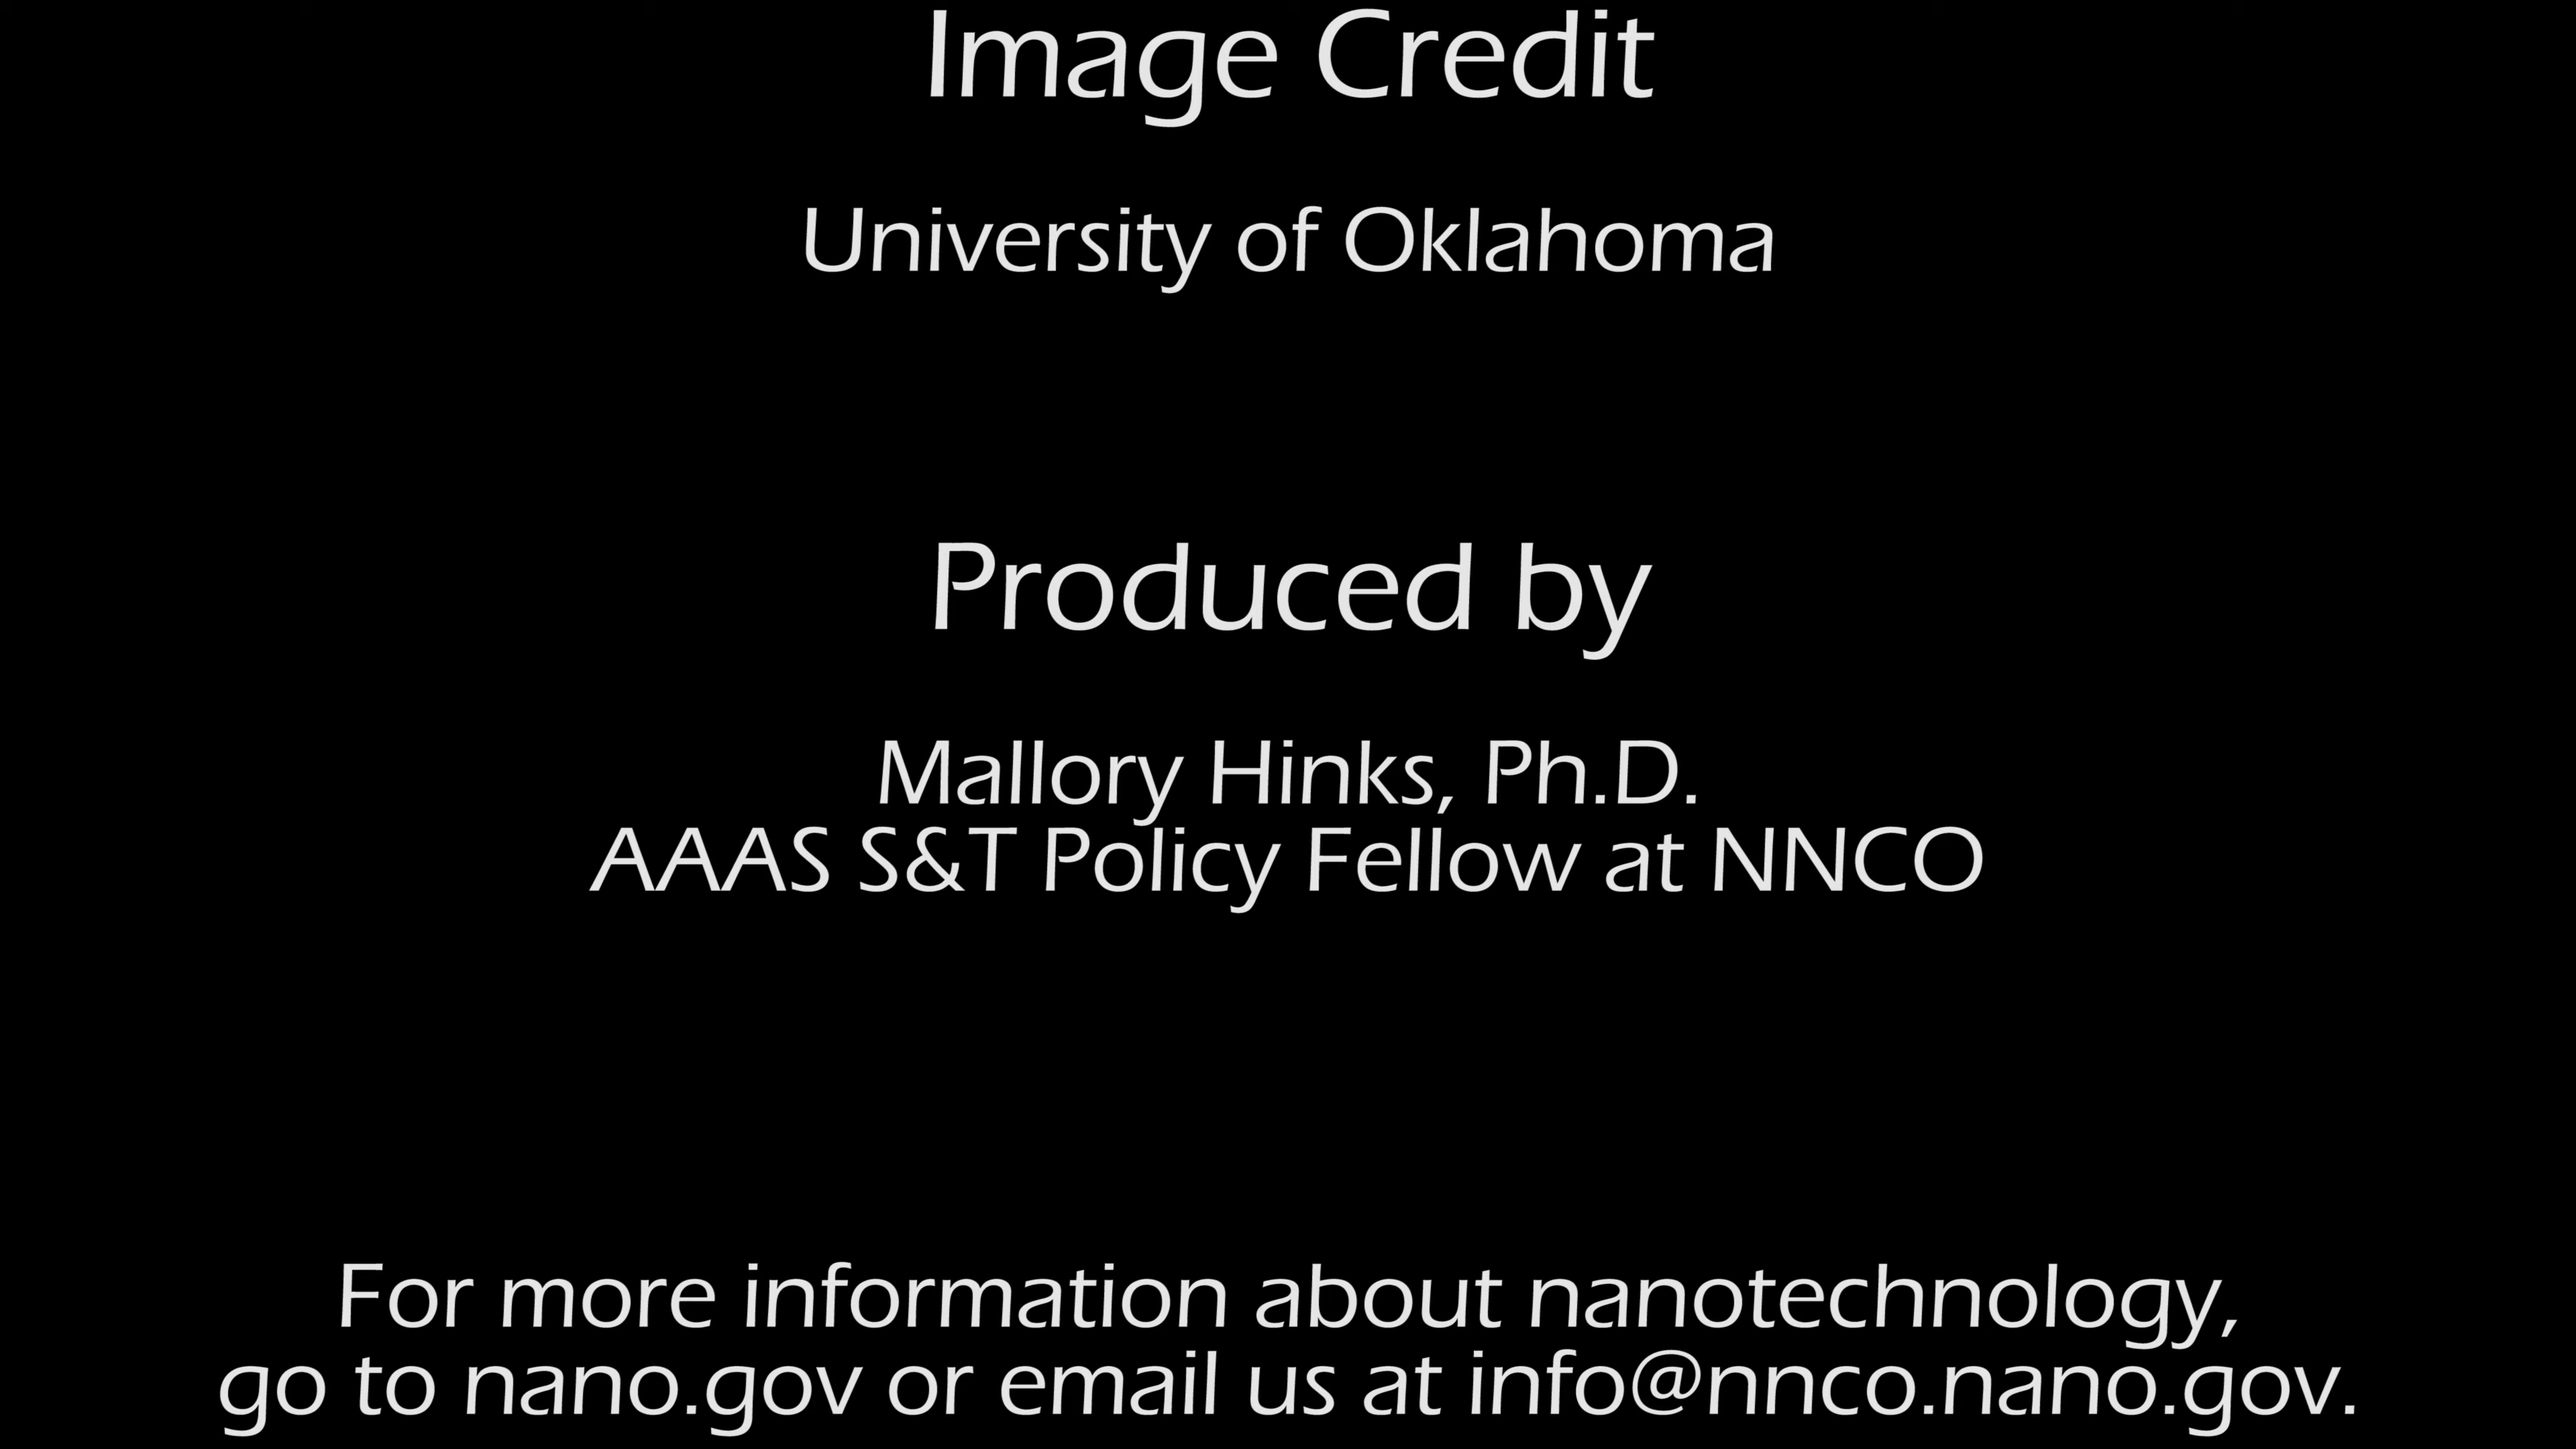 Image Credit
University of Oklahoma
Produced by
Mallory Hinks, Ph.D.
AAAS S&T Policy Fellow at NNCO
For more information about nanotechnology,
go to nano.gov or email us at info@nnco.nano.gov.